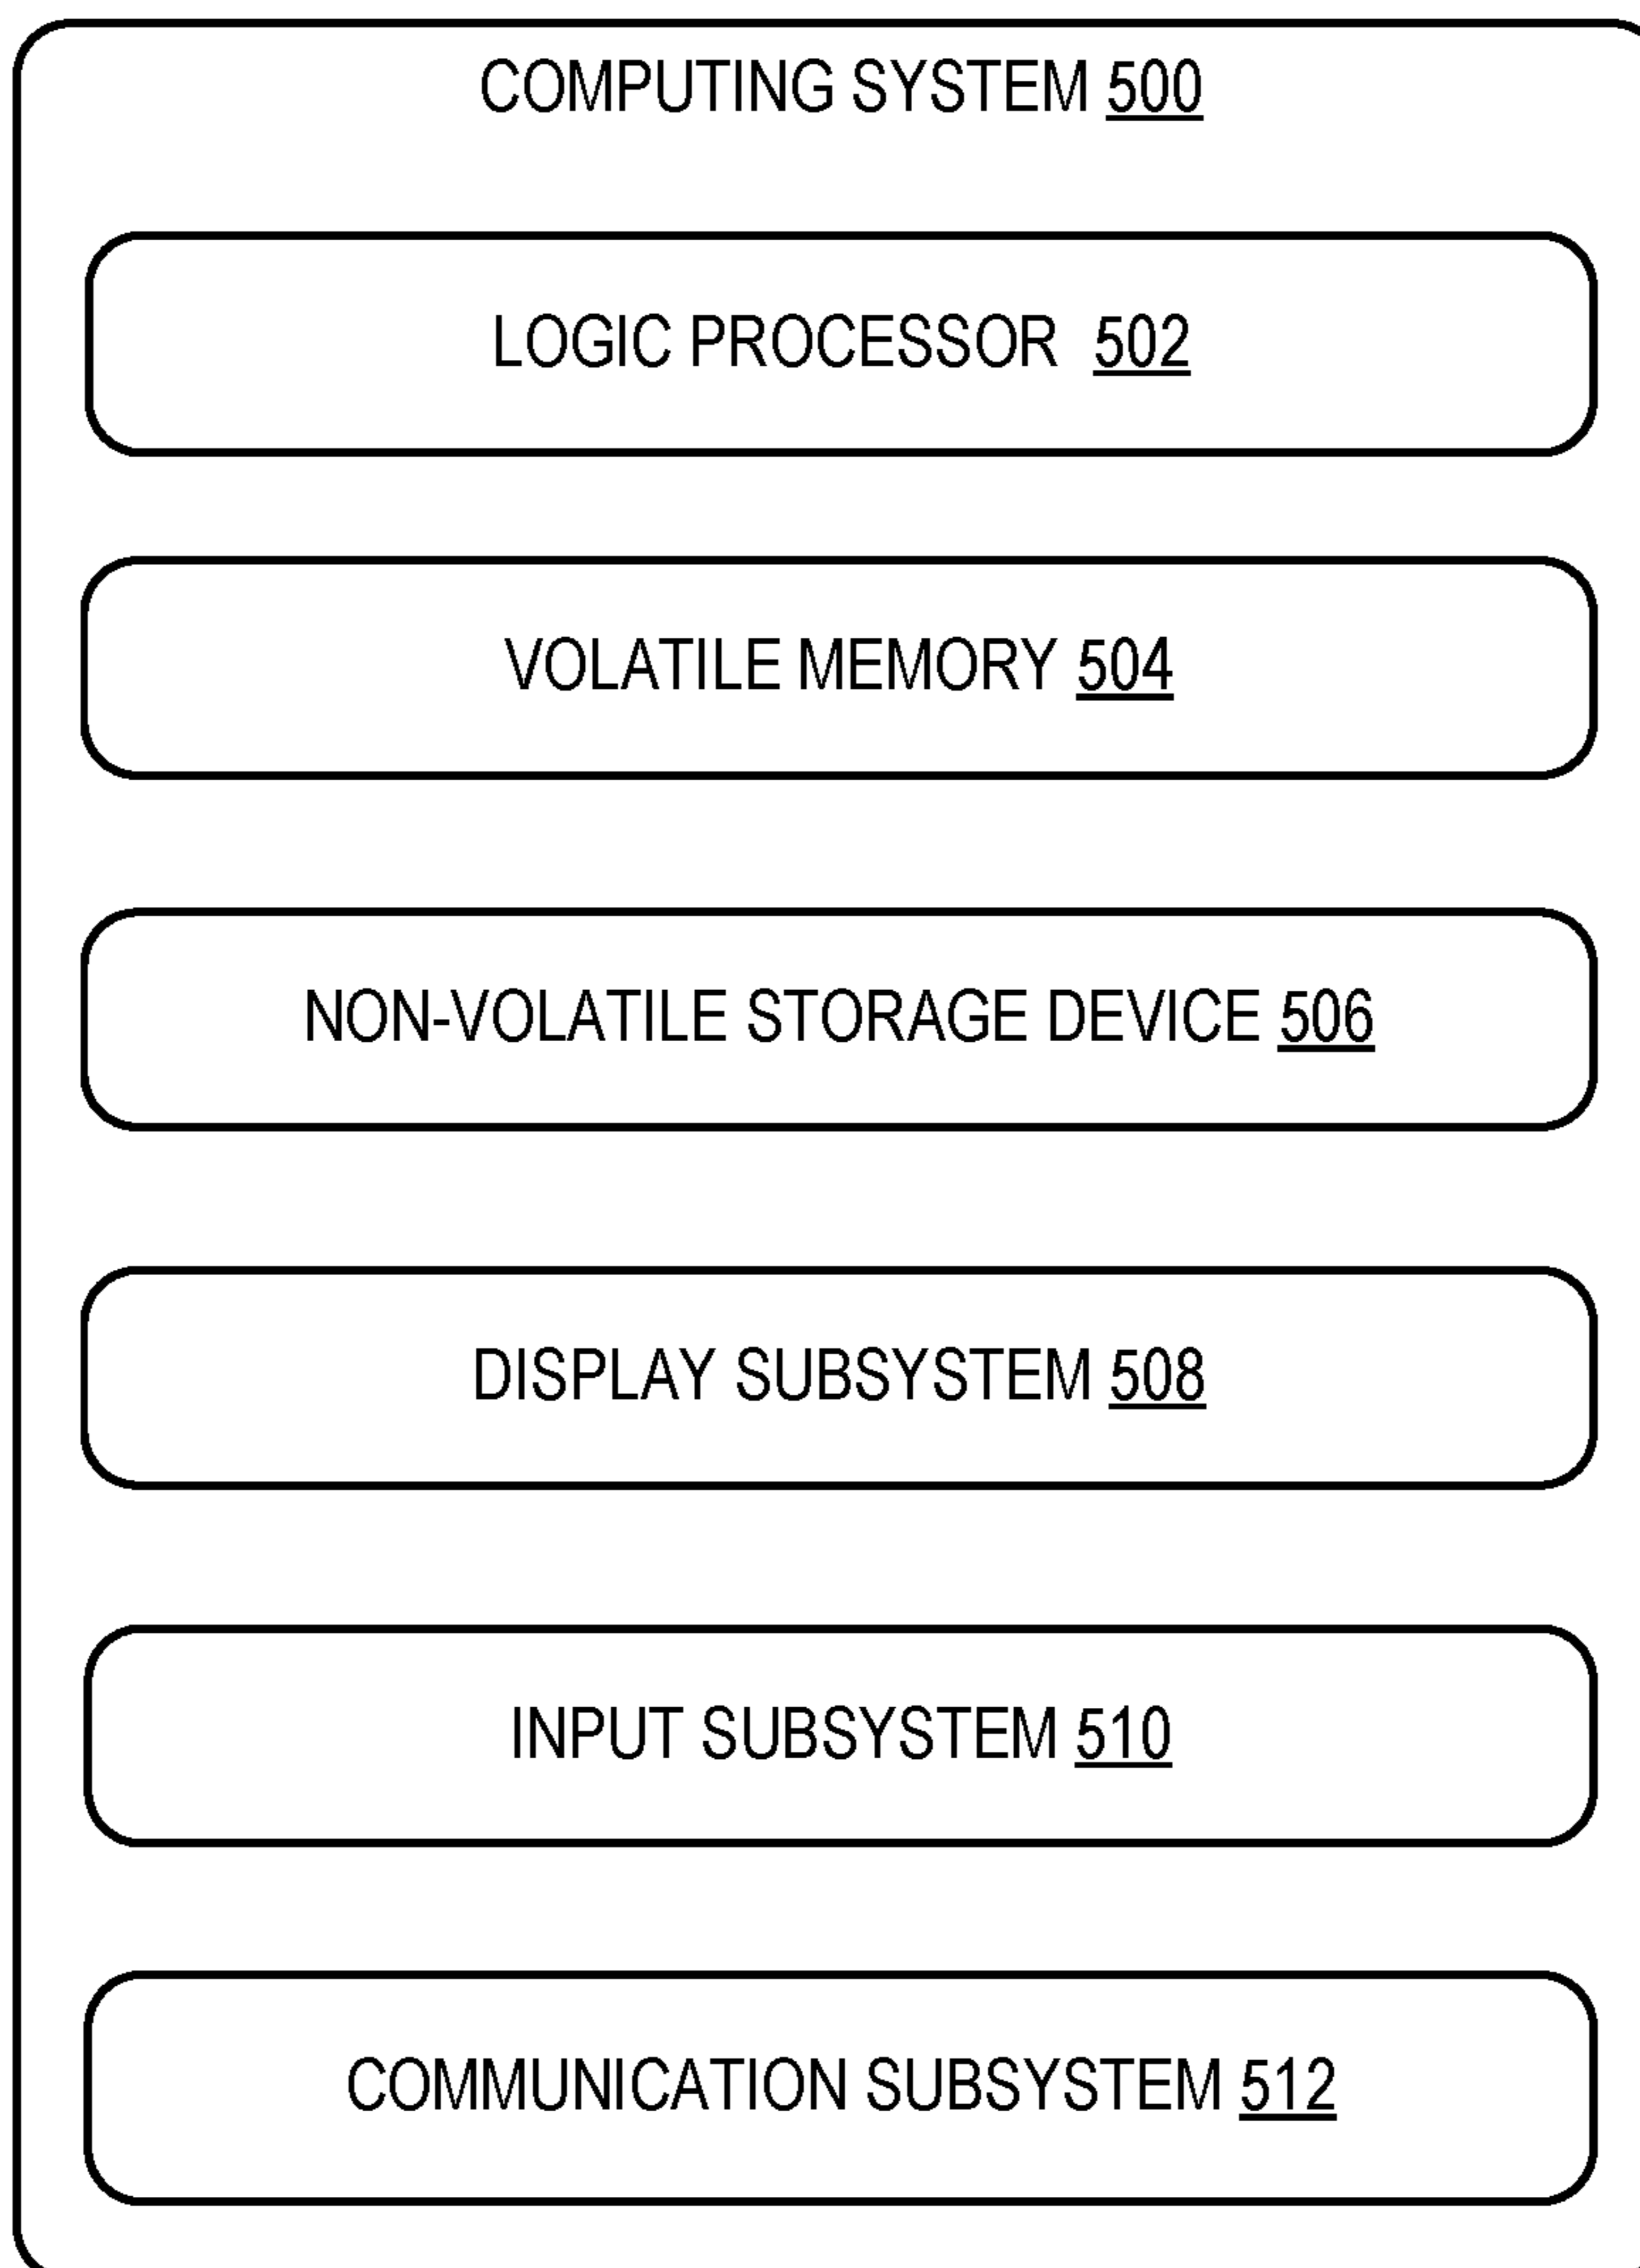 COMPUTING SYSTEM 500
LOGIC PROCESSOR 502
VOLATILE MEMORY 504
NON-VOLATILE STORAGE DEVICE 506
DISPLAY SUBSYSTEM 508
INPUT SUBSYSTEM 510
COMMUNICATION SUBSYSTEM 512